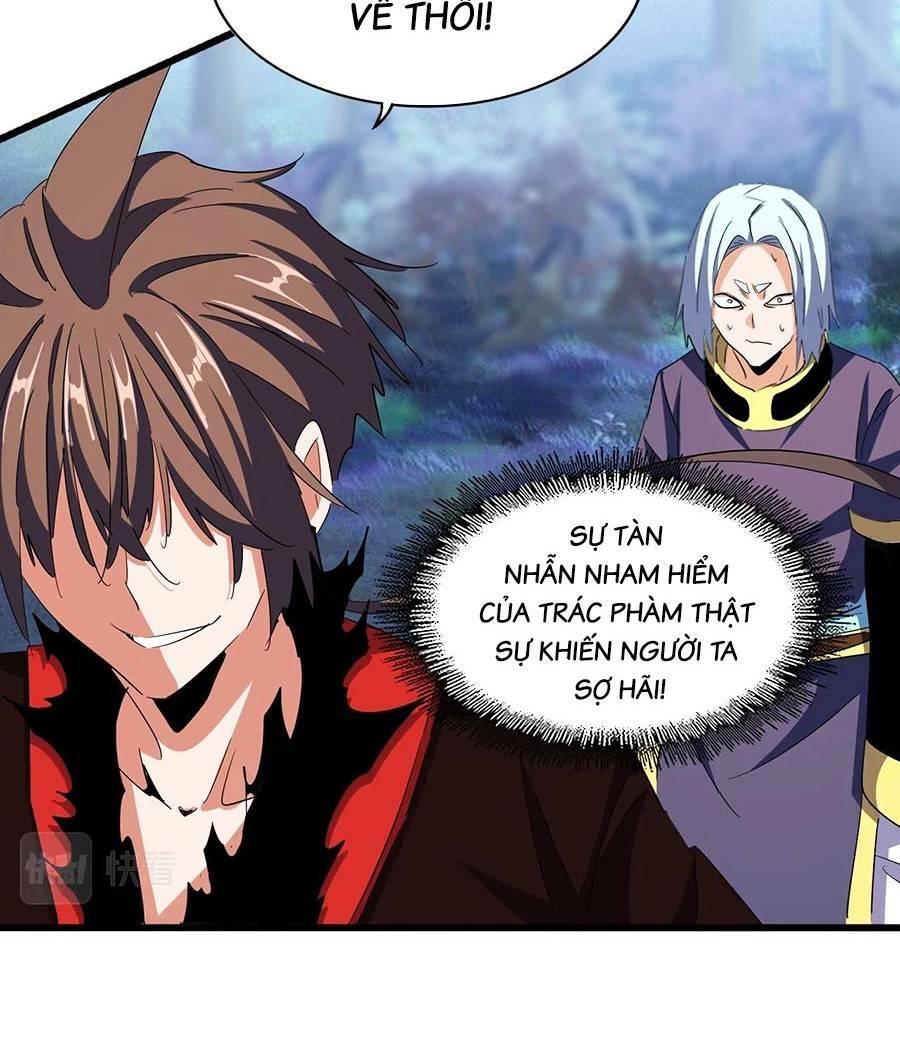 VỀ THÔI!
SỰ TÀN
NHẪN NHAM HIỂM
CỦA TRÁC PHÀM THẬT
SỰ KHIẾN NGƯỜI TA
SỢ HÃI!
快看